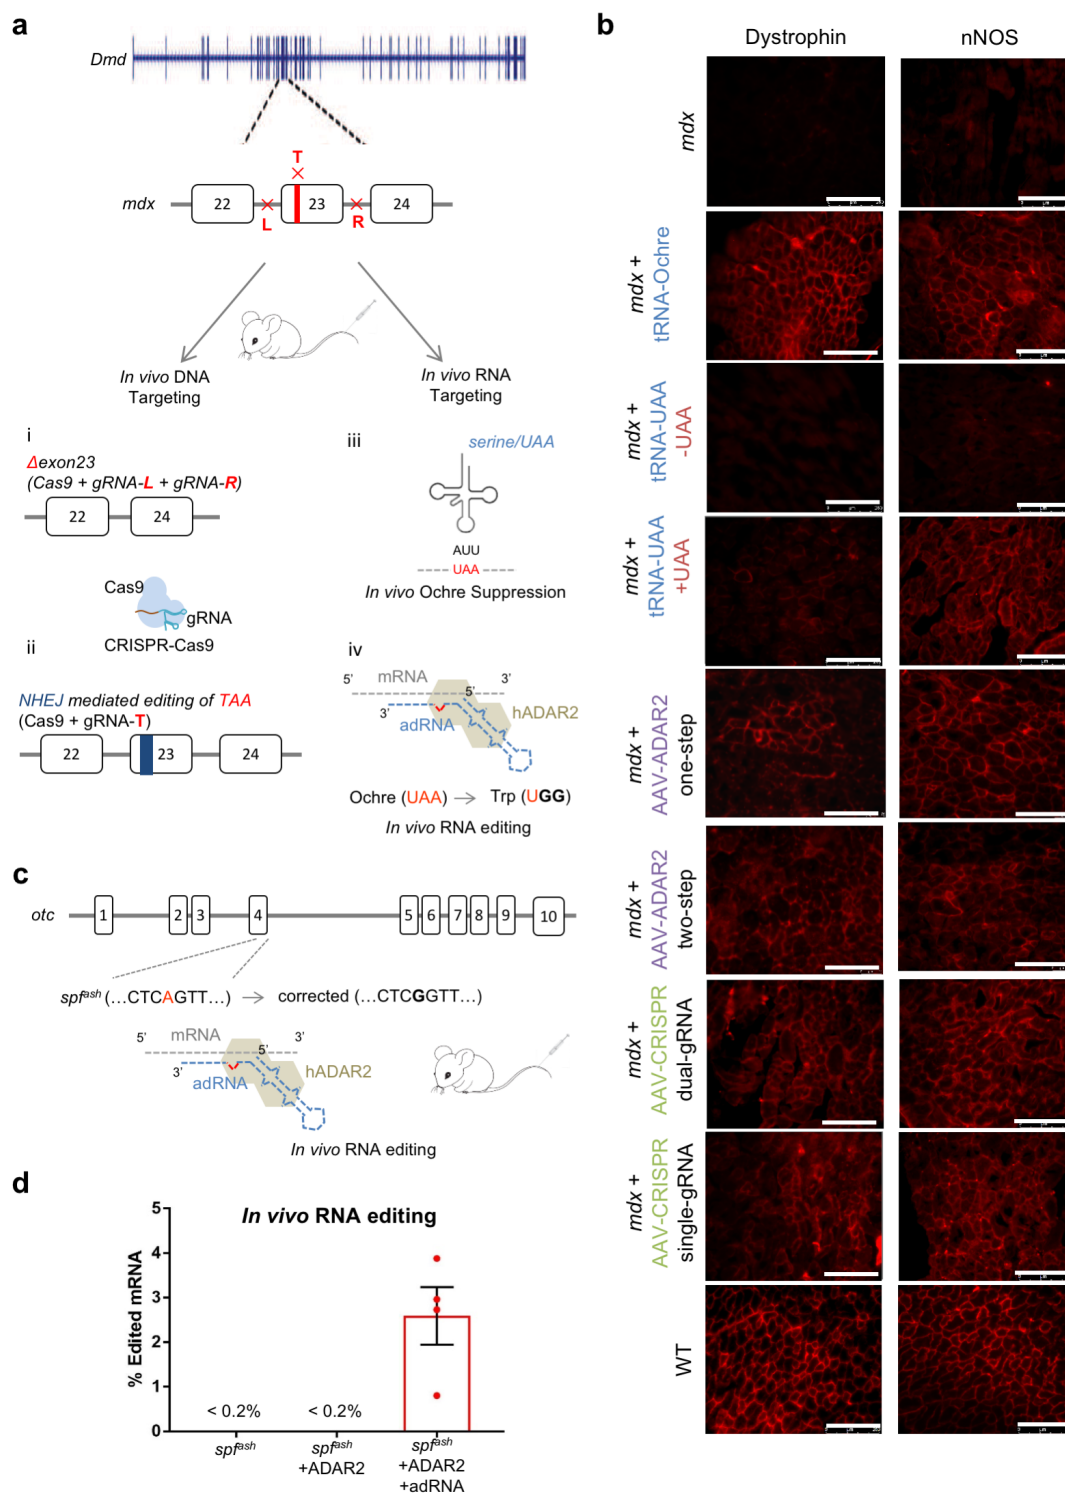 a
Dmd
T
mdx
22
23
24
L
R
In vivo DNA
Targeting
In vivo RNA
Targeting
i
Δexon23
(Cas9 + gRNA-L + gRNA-R)
22
24
Cas9
gRNA
CRISPR-Cas9
ii
NHEJ mediated editing of TAA
(Cas9 + gRNA-T)
22
23
24
iii
serine/UAA
AUU
UAA
In vivo Ochre Suppression
iv
5’
mRNA
5’
3’
3’
adRNA
hADAR2
Ochre (UAA) → Trp (UGG)
In vivo RNA editing
b
Dystrophin
nNOS
mdx
mdx +
tRNA-Ochre
mdx +
tRNA-UAA
-UAA
mdx +
tRNA-UAA
+UAA
mdx +
AAV-ADAR2
one-step
mdx +
AAV-ADAR2
two-step
mdx +
AAV-CRISPR
dual-gRNA
mdx +
AAV-CRISPR
single-gRNA
WT
c
otc
1
2
3
4
5
6
7
8
9
10
spfash (...CTCAGTT...) → corrected (...CTCGGTT...)
5’
mRNA
5’
3’
3’
adRNA
hADAR2
In vivo RNA editing
d
In vivo RNA editing
% Edited mRNA
5
4
3
2
1
0
< 0.2%
< 0.2%
spfash
spfash
+ADAR2
spfash
+ADAR2
+adRNA